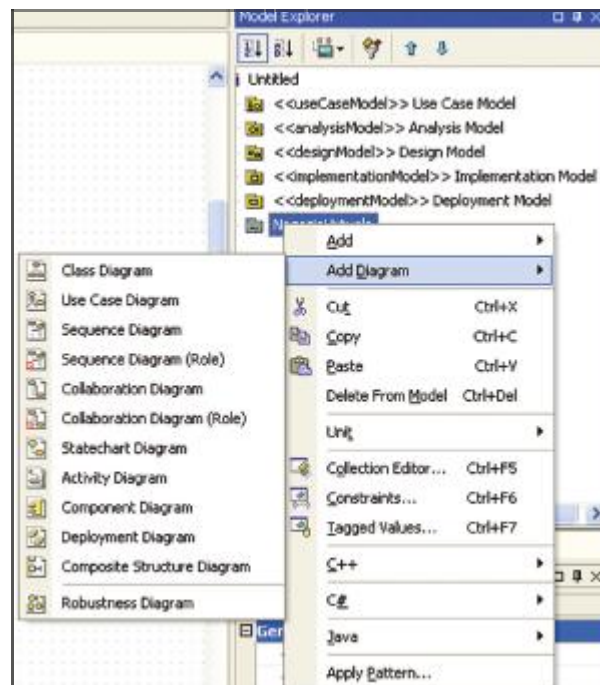 Model Explorer
Untitled
<<useCaseModel>> Use Case Model
<<analysisModel>> Analysis Model
<<designModel>> Design Model
<<implementationModel>> Implementation Model
<<deploymentModel>> Deployment Model
Add
Add Diagram
Cut Ctrl+X
Copy Ctrl+C
Paste Ctrl+V
Delete From Model Ctrl+Del
Unit
Collection Editor... Ctrl+F5
Constraints... Ctrl+F6
Tagged Values... Ctrl+F7
C++
C#
Java
Apply Pattern...
Class Diagram
Use Case Diagram
Sequence Diagram
Sequence Diagram (Role)
Collaboration Diagram
Collaboration Diagram (Role)
Statechart Diagram
Activity Diagram
Component Diagram
Deployment Diagram
Composite Structure Diagram
Robustness Diagram
Ger